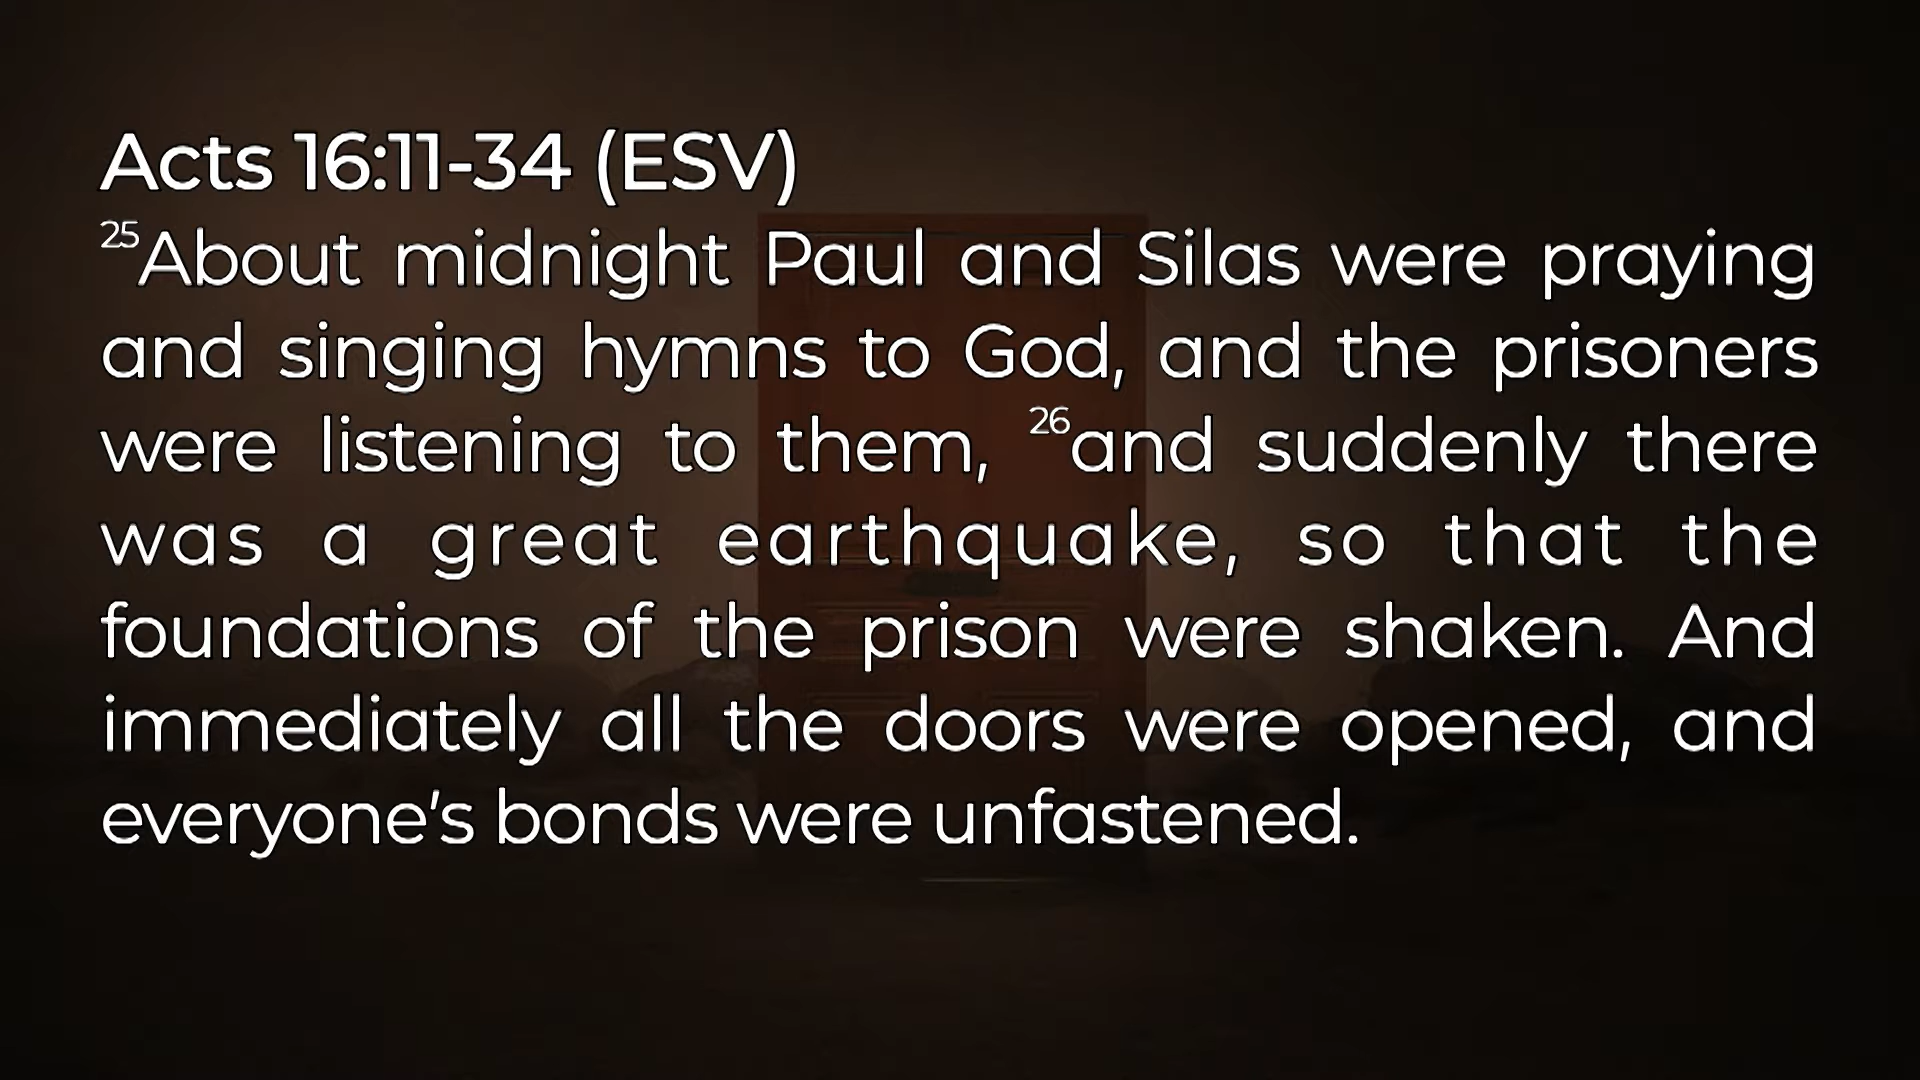 Acts 16:11-34 (ESV)
25About midnight Paul and Silas were praying
and singing hymns to God, and the prisoners
were listening to them, 26and suddenly there
was a great earthquake, so that the
foundations of the prison were shaken. And
immediately all the doors were opened, and
everyone’s bonds were unfastened.